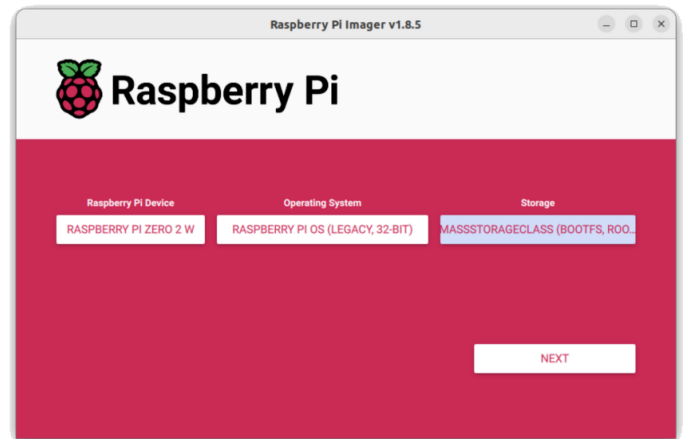 Raspberry Pi Imager v1.8.5
Raspberry Pi
Raspberry Pi Device
Operating System
Storage
RASPBERRY PI ZERO 2 W
RASPBERRY PI OS (LEGACY, 32-BIT)
MASSSTORAGECLASS (BOOTFS, ROO...
NEXT